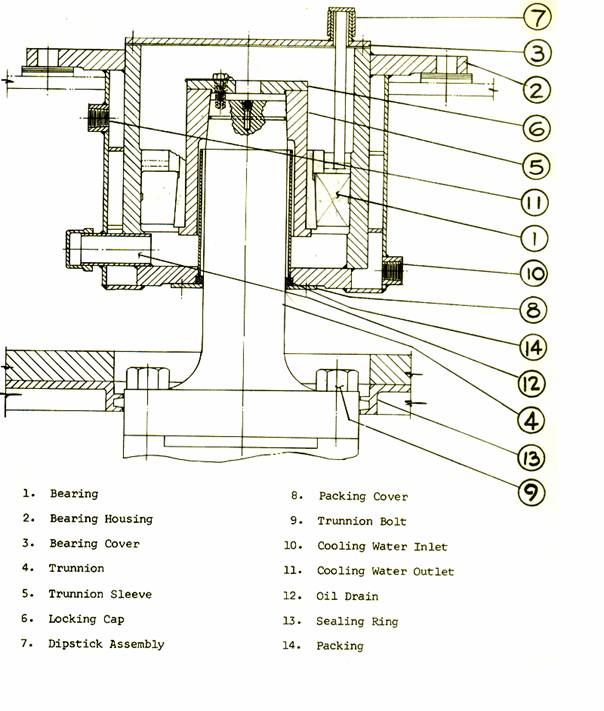 7
3
2
6
5
11
1
10
8
14
12
4
13
9
1. Bearing
2. Bearing Housing
3. Bearing Cover
4. Trunnion
5. Trunnion Sleeve
6. Locking Cap
7. Dipstick Assembly
8. Packing Cover
9. Trunnion Bolt
10. Cooling Water Inlet
11. Cooling Water Outlet
12. Oil Drain
13. Sealing Ring
14. Packing